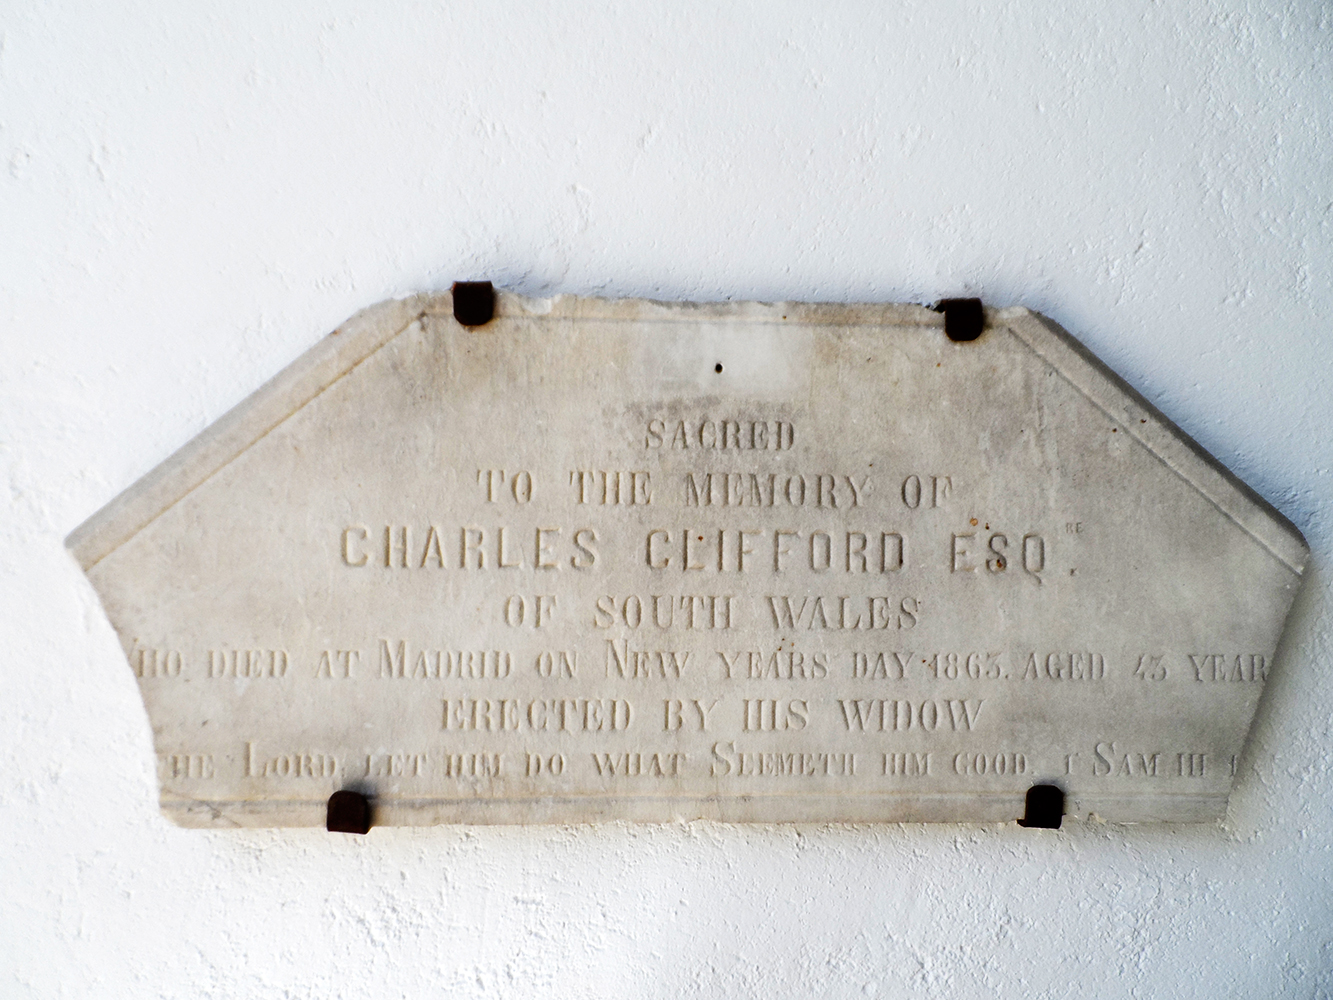 SACRED
TO THE MEMORY OF
CHARLES CLIFFORD ESQ.RE
OF SOUTH WALES
HO DIED AT MADRID ON NEW YEARS DAY 1863. AGED 43 YEAR
ERECTED BY HIS WIDOW
THE LORD, LET HIM DO WHAT SEEMETH HIM GOOD. I SAM III 1